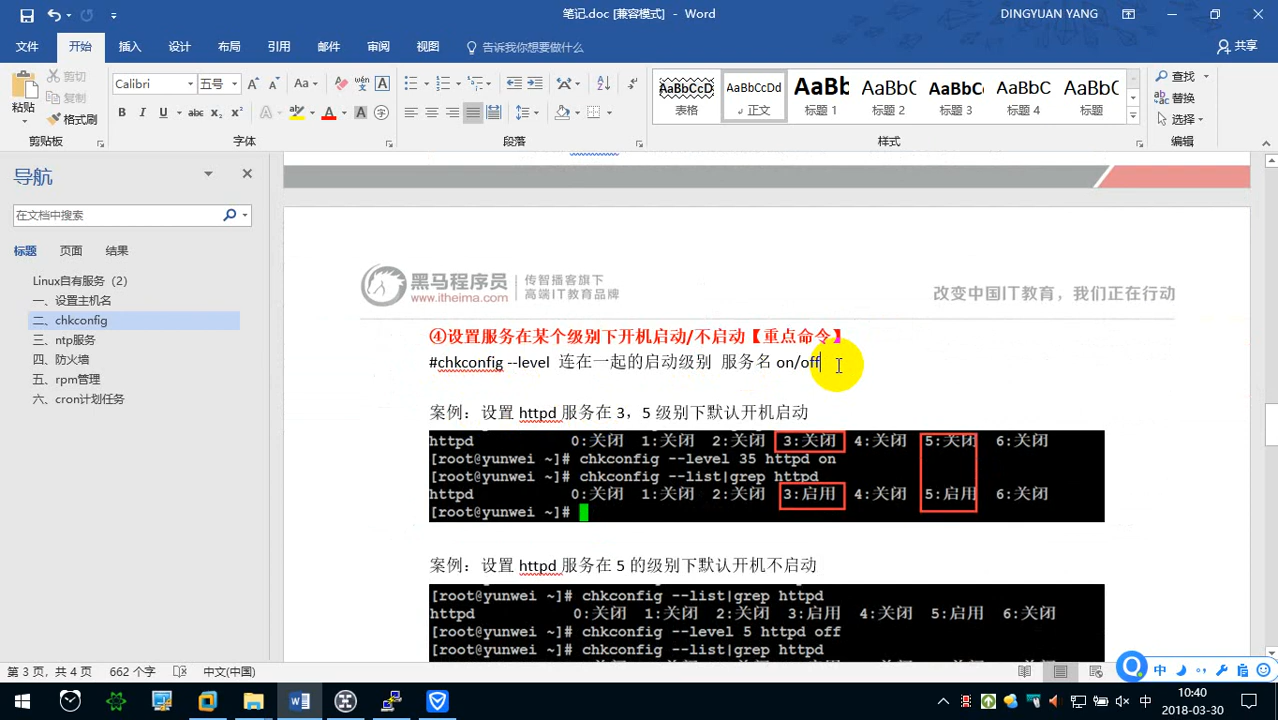 笔记.doc [兼容模式] - Word
DINGYUAN YANG
文件 开始 插入 设计 布局 引用 邮件 审阅 视图 告诉我你想要做什么 共享
剪切
复制
格式刷
粘贴
Calibri 五号
AaBbCcD AaBbCcDd AaBb AaBbC AaBbC AaBbC AaBbC
表格 正文 标题 1 标题 2 标题 3 标题 4 标题
查找
替换
选择
剪贴板 字体 段落 样式 编辑
导航
在文档中搜索
标题 页面 结果
Linux自有服务（2）
一、设置主机名
二、chkconfig
三、ntp服务
四、防火墙
五、rpm管理
六、cron计划任务
黑马程序员
www.itheima.com
传智播客旗下
高端IT教育品牌
改变中国IT教育，我们正在行动
④设置服务在某个级别下开机启动/不启动【重点命令】
#chkconfig --level 连在一起的启动级别 服务名 on/off
案例：设置 httpd 服务在 3，5 级别下默认开机启动
httpd 0:关闭 1:关闭 2:关闭 3:关闭 4:关闭 5:关闭 6:关闭
[root@yunwei ~]# chkconfig --level 35 httpd on
[root@yunwei ~]# chkconfig --list|grep httpd
httpd 0:关闭 1:关闭 2:关闭 3:启用 4:关闭 5:启用 6:关闭
[root@yunwei ~]#
案例：设置 httpd 服务在 5 的级别下默认开机不启动
[root@yunwei ~]# chkconfig --list|grep httpd
httpd 0:关闭 1:关闭 2:关闭 3:启用 4:关闭 5:启用 6:关闭
[root@yunwei ~]# chkconfig --level 5 httpd off
[root@yunwei ~]# chkconfig --list|grep httpd
第 3 页，共 4 页 662 个字 中文(中国)
中
中
10:40
2018-03-30